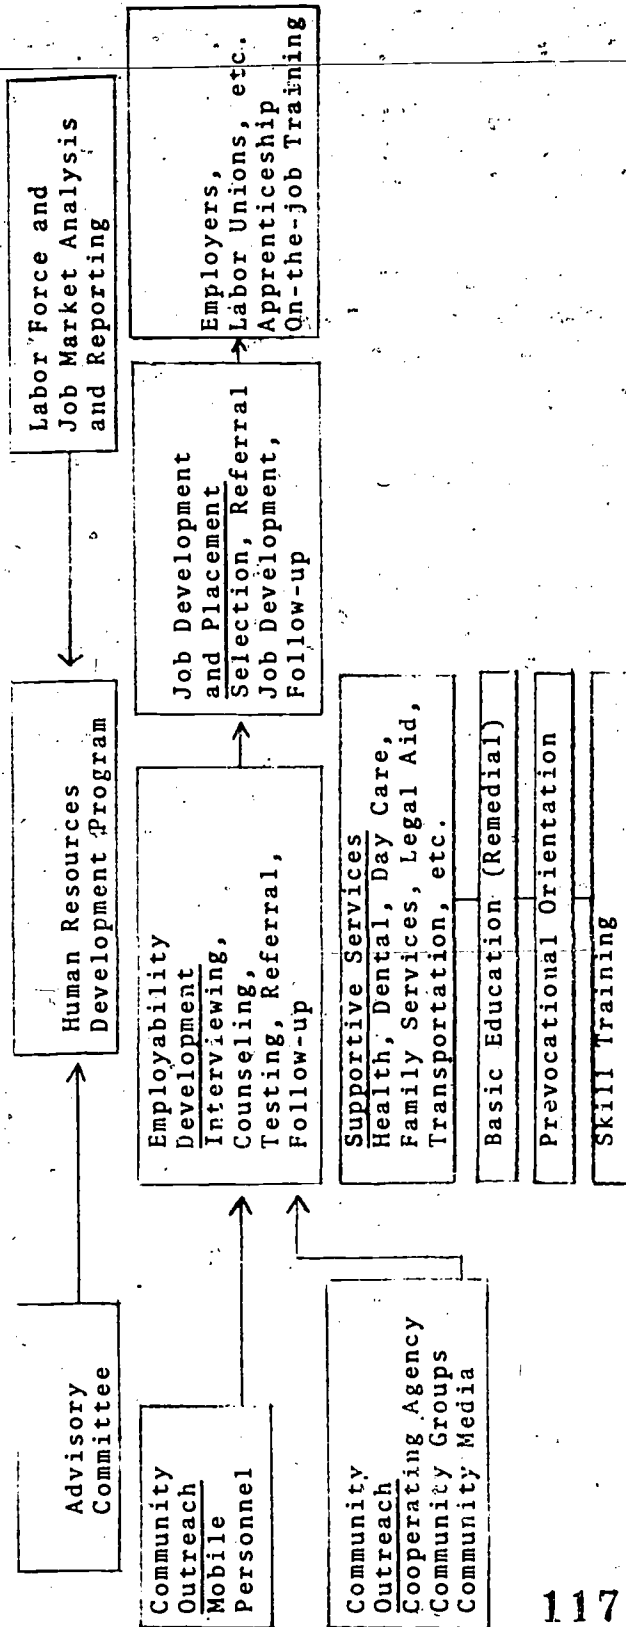 Advisory
Committee
Human Resources
Development Program
Labor Force and
Job Market Analysis
and Reporting
Community
Outreach
Mobile
Personnel
Employability
Development
Interviewing,
Counseling,
Testing, Referral,
Follow-up
Job Development
and Placement
Selection, Referral
Job Development,
Follow-up
Employers,
Labor Unions, etc.
Apprenticeship
On-the-job Training
Community
Outreach
Cooperating Agency
Community Groups
Community Media
Supportive Services
Health, Dental, Day Care,
Family Services, Legal Aid,
Transportation, etc.
Basic Education (Remedial)
Prevocational Orientation
Skill Training
117